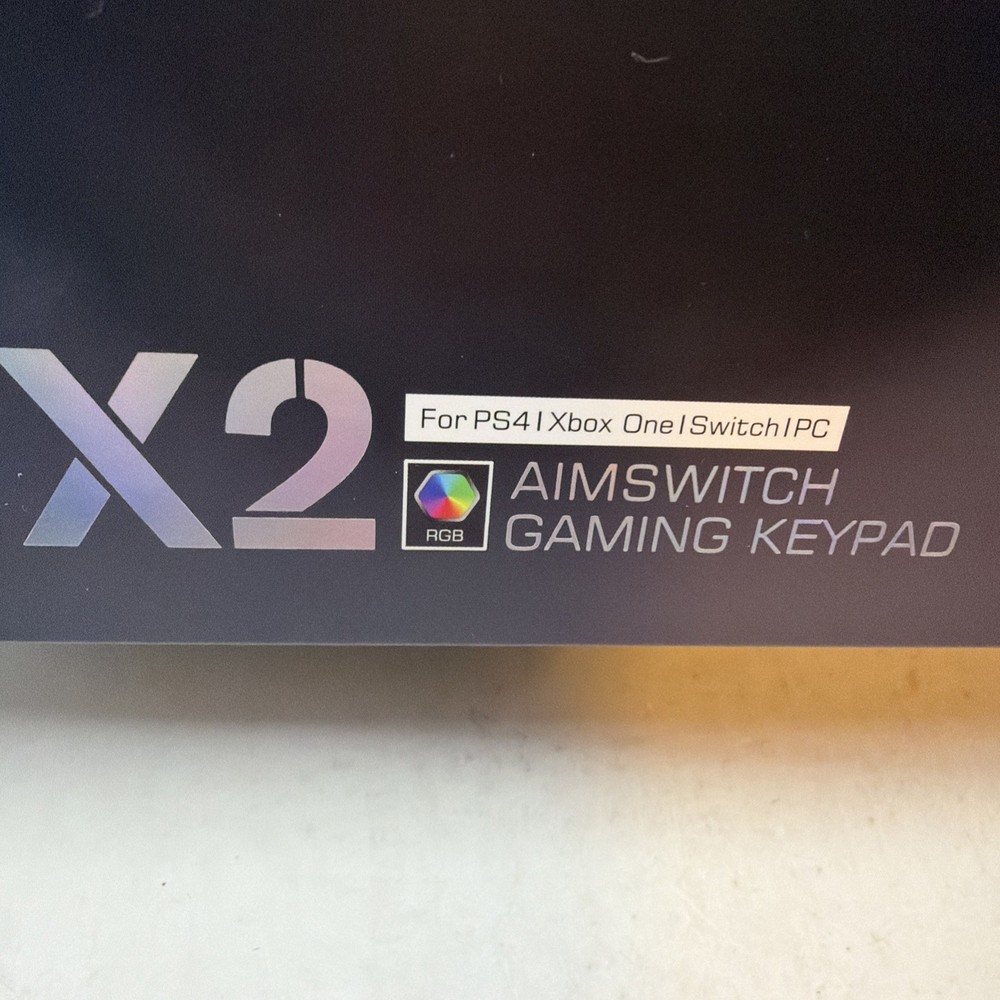 X2
For PS4 | Xbox One | Switch | PC
RGB
AIMSWITCH
GAMING KEYPAD